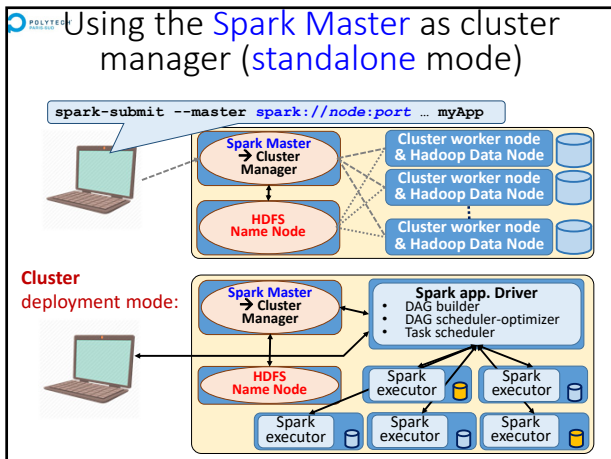 POLYTECH
PARIS-SUD
Using the Spark Master as cluster
manager (standalone mode)
spark-submit --master spark://node:port … myApp
Spark Master
→ Cluster
Manager
HDFS
Name Node
Cluster worker node
& Hadoop Data Node
Cluster worker node
& Hadoop Data Node
Cluster worker node
& Hadoop Data Node
Cluster
deployment mode:
Spark Master
→ Cluster
Manager
HDFS
Name Node
Spark app. Driver
• DAG builder
• DAG scheduler-optimizer
• Task scheduler
Spark
executor
Spark
executor
Spark
executor
Spark
executor
Spark
executor